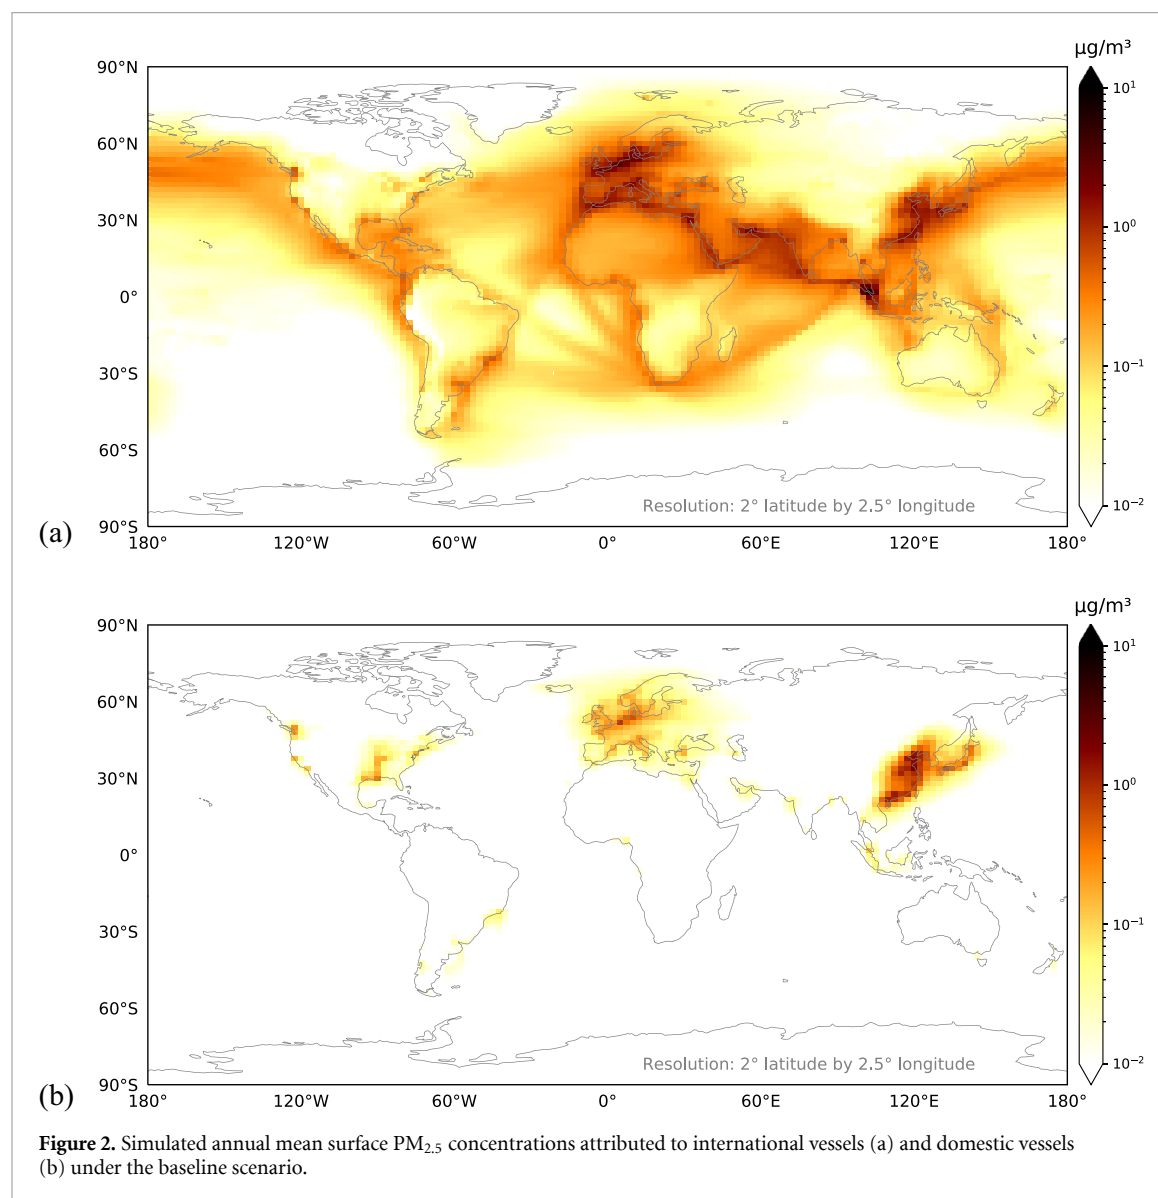 µg/m³
90°N
60°N
30°N
0°
30°S
60°S
90°S
10¹
10⁰
10⁻¹
10⁻²
Resolution: 2° latitude by 2.5° longitude
(a)
180° 120°W 60°W 0° 60°E 120°E 180°
µg/m³
90°N
60°N
30°N
0°
30°S
60°S
90°S
10¹
10⁰
10⁻¹
10⁻²
Resolution: 2° latitude by 2.5° longitude
(b)
180° 120°W 60°W 0° 60°E 120°E 180°
Figure 2. Simulated annual mean surface PM₂.₅ concentrations attributed to international vessels (a) and domestic vessels
(b) under the baseline scenario.